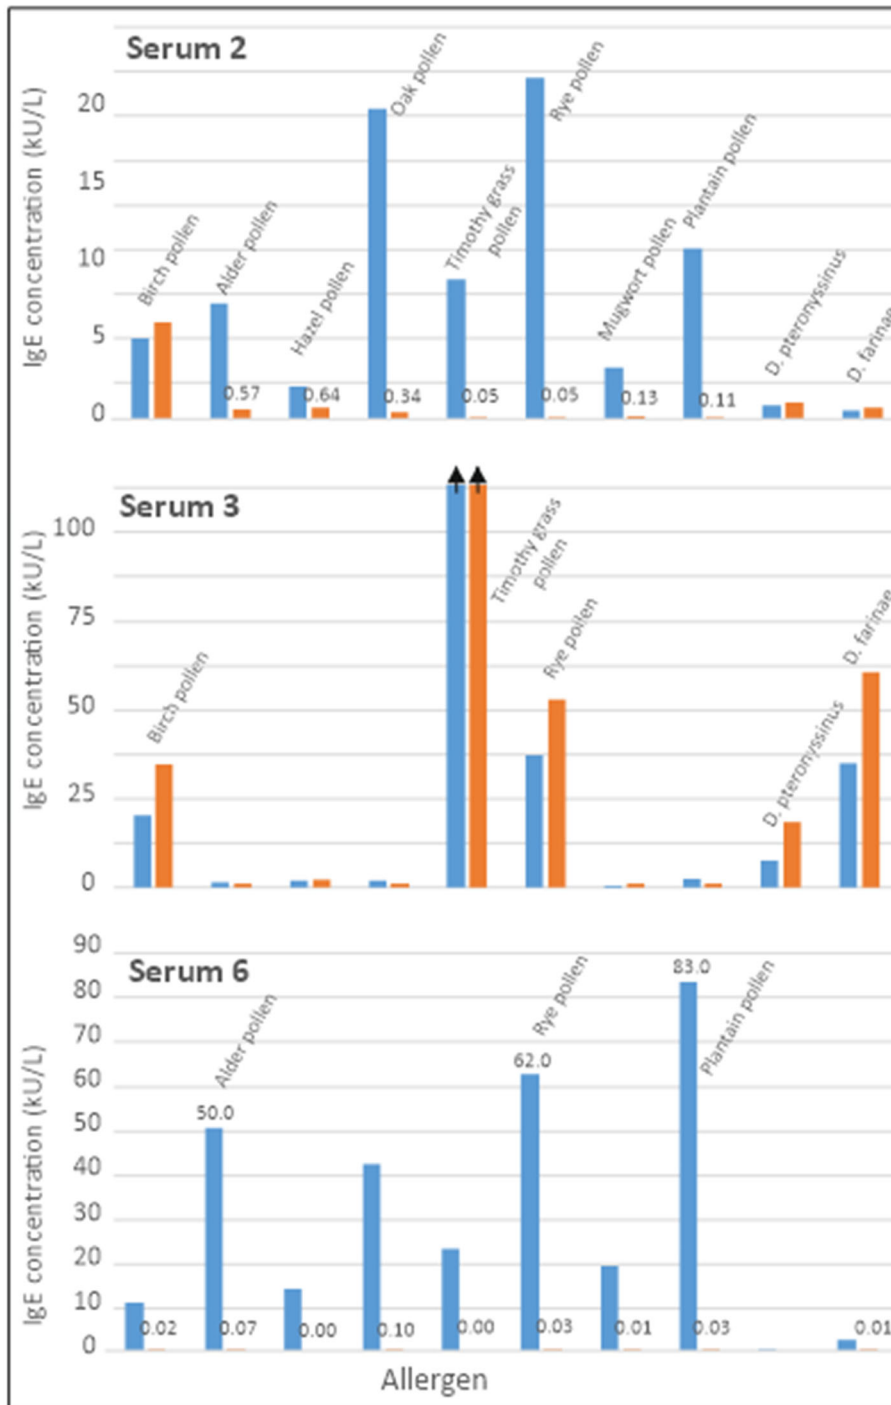 Serum 2
IgE concentration (kU/L)
20
15
10
5
0
Birch pollen
Alder pollen
Hazel pollen
Oak pollen
Timothy grass
pollen
Rye pollen
Mugwort pollen
Plantain pollen
D. pteronyssinus
D. farinae
0.57
0.64
0.34
0.05
0.05
0.13
0.11
Serum 3
IgE concentration (kU/L)
100
75
50
25
0
Birch pollen
Timothy grass
pollen
Rye pollen
D. pteronyssinus
D. farinae
Serum 6
IgE concentration (kU/L)
90
80
70
60
50
40
30
20
10
0
Alder pollen
Rye pollen
Plantain pollen
50.0
62.0
83.0
0.02
0.07
0.00
0.10
0.00
0.03
0.01
0.03
0.01
Allergen